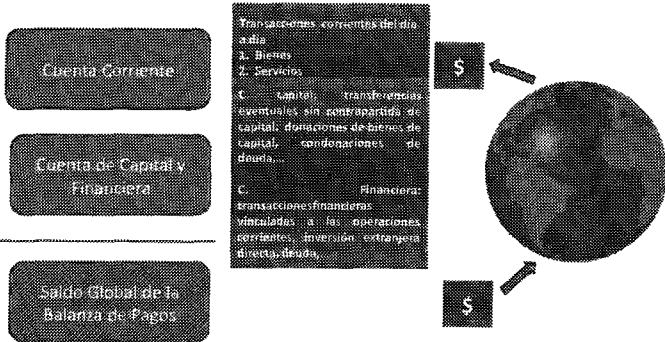 Cuenta Corriente
Cuenta de Capital y
Financiera
Saldo Global de la
Balanza de Pagos
Transacciones corrientes del día
a día
1. Bienes
2. Servicios
C. capital: transferencias
eventuales sin contrapartida de
capital, donaciones de bienes de
capital, condonaciones de
deuda...
C. Financiera:
transaccionesfinancieras
vinculadas a las operaciones
corrientes, inversión extranjera
directa, deuda,
$
$